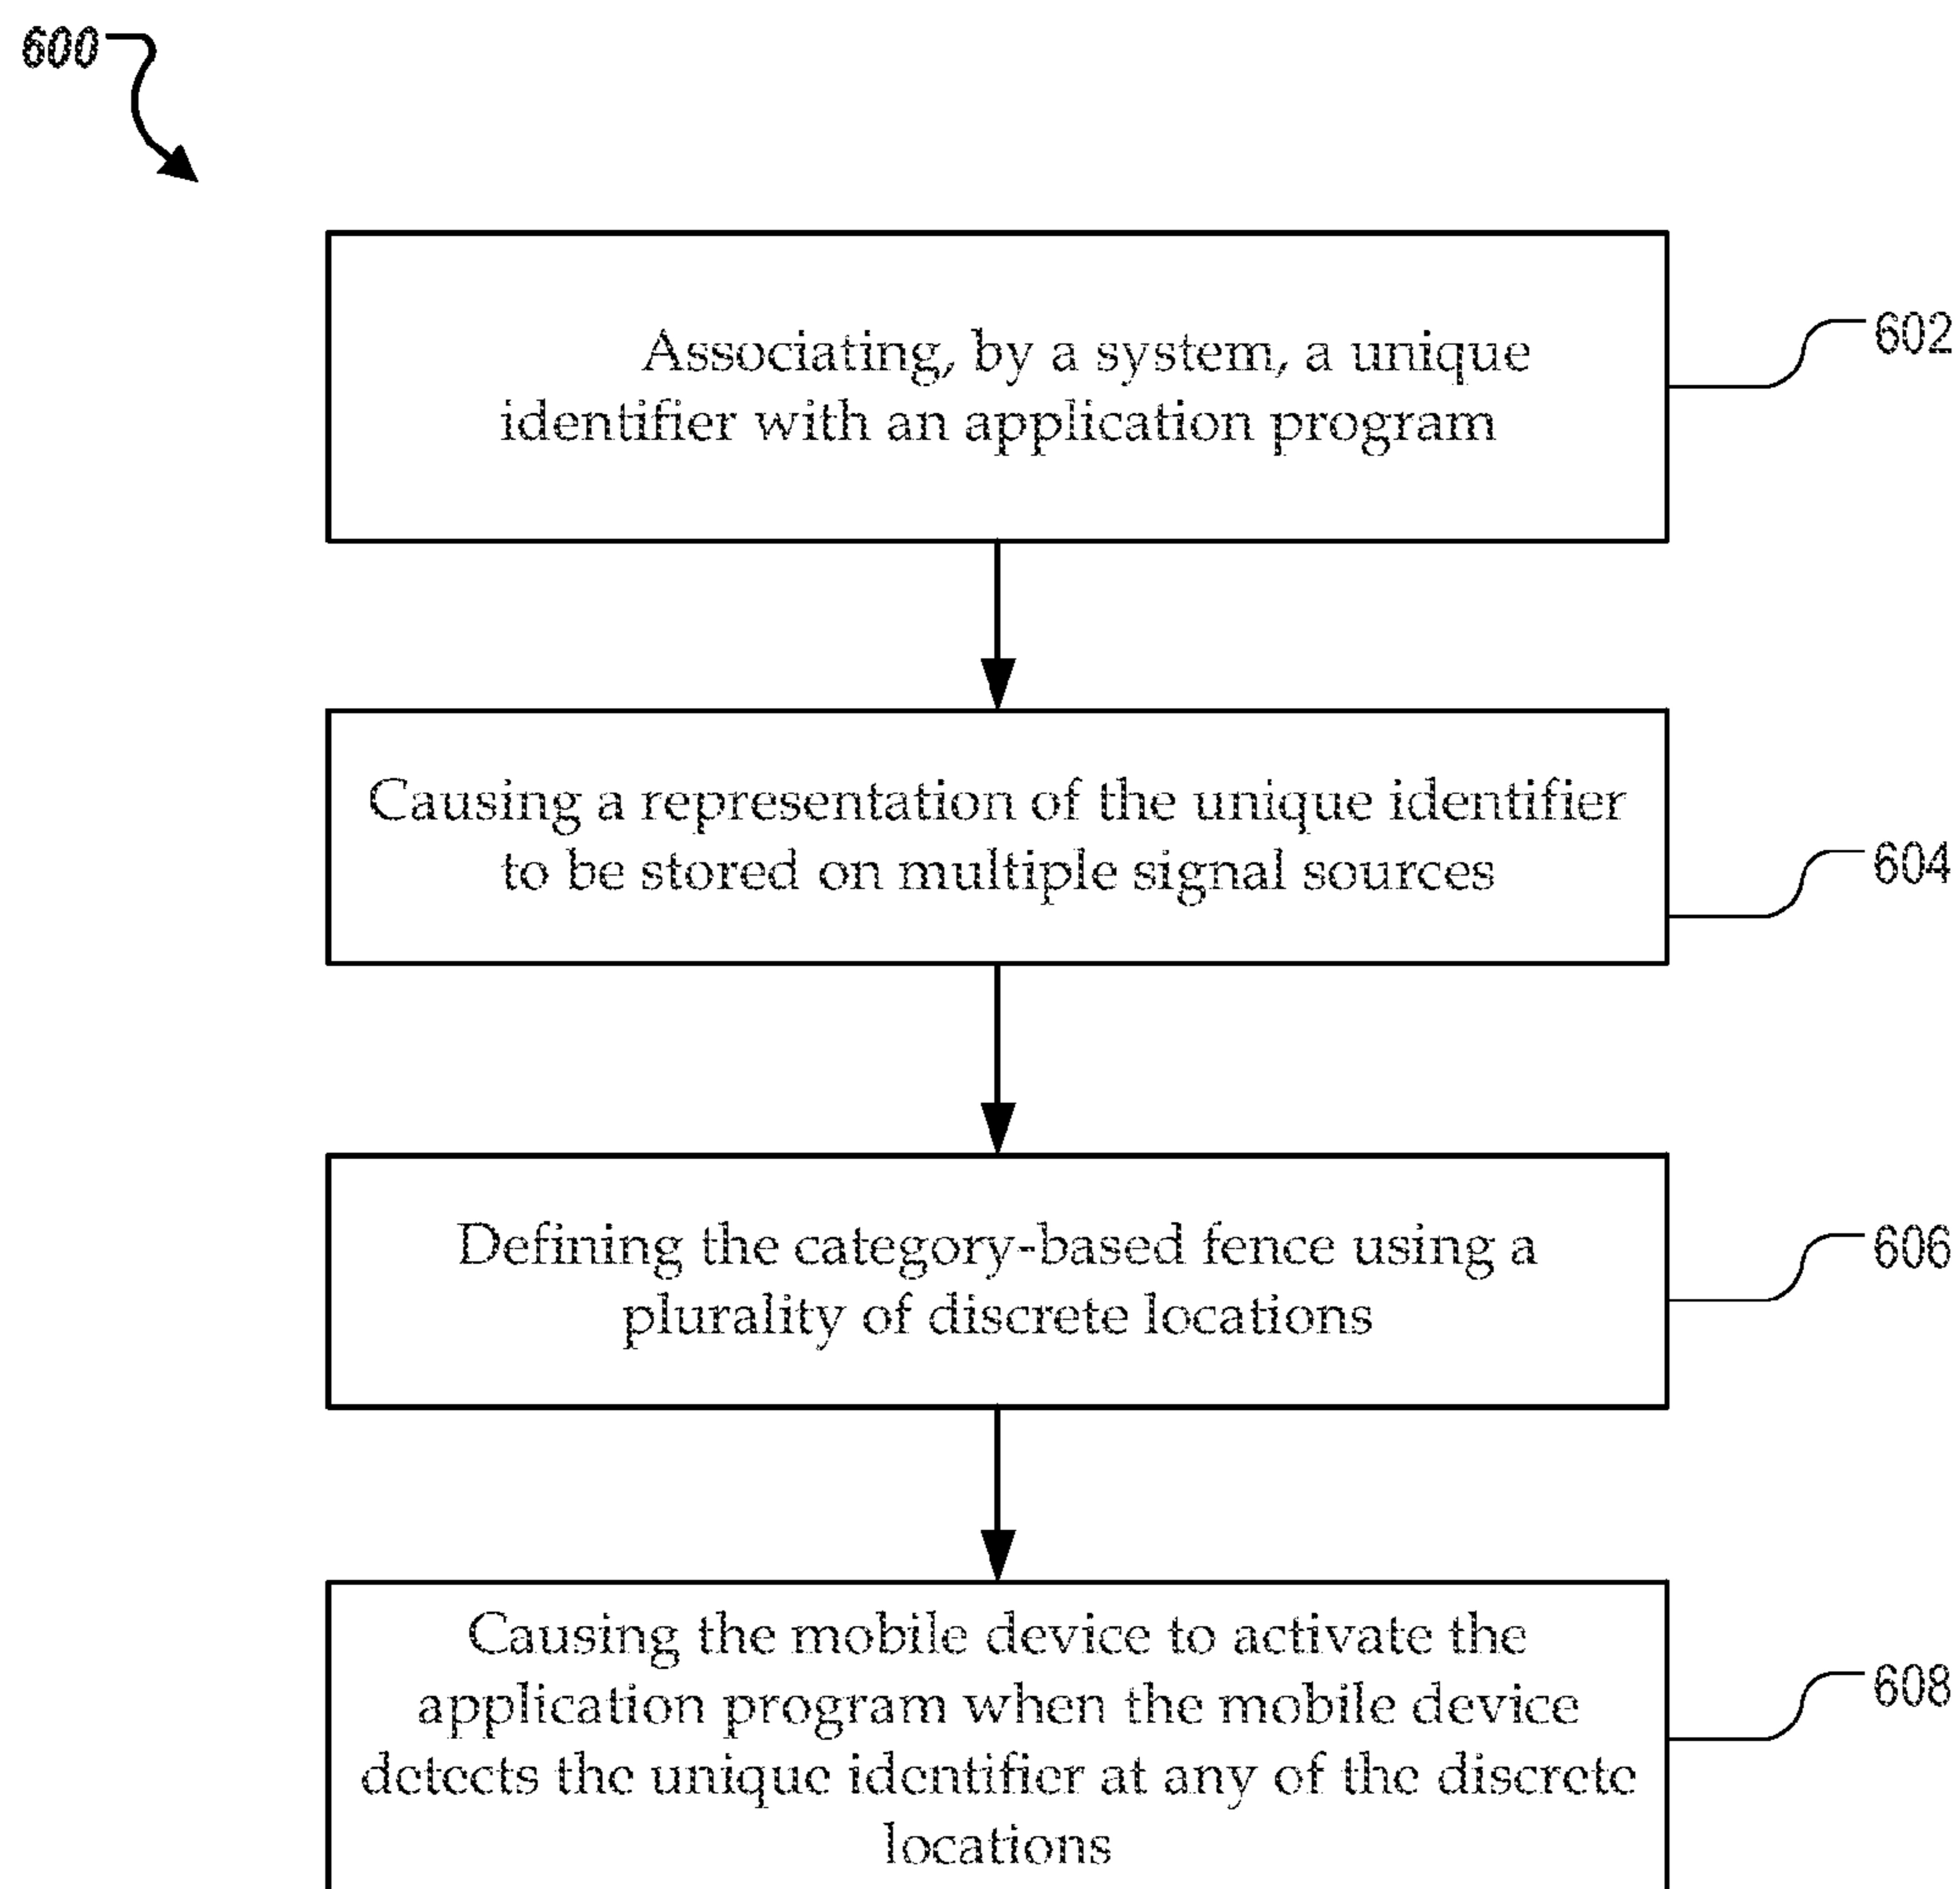 600
Associating, by a system, a unique
identifier with an application program
602
Causing a representation of the unique identifier
to be stored on multiple signal sources
604
Defining the category-based fence using a
plurality of discrete locations
606
Causing the mobile device to activate the
application program when the mobile device
detects the unique identifier at any of the discrete
locations
608